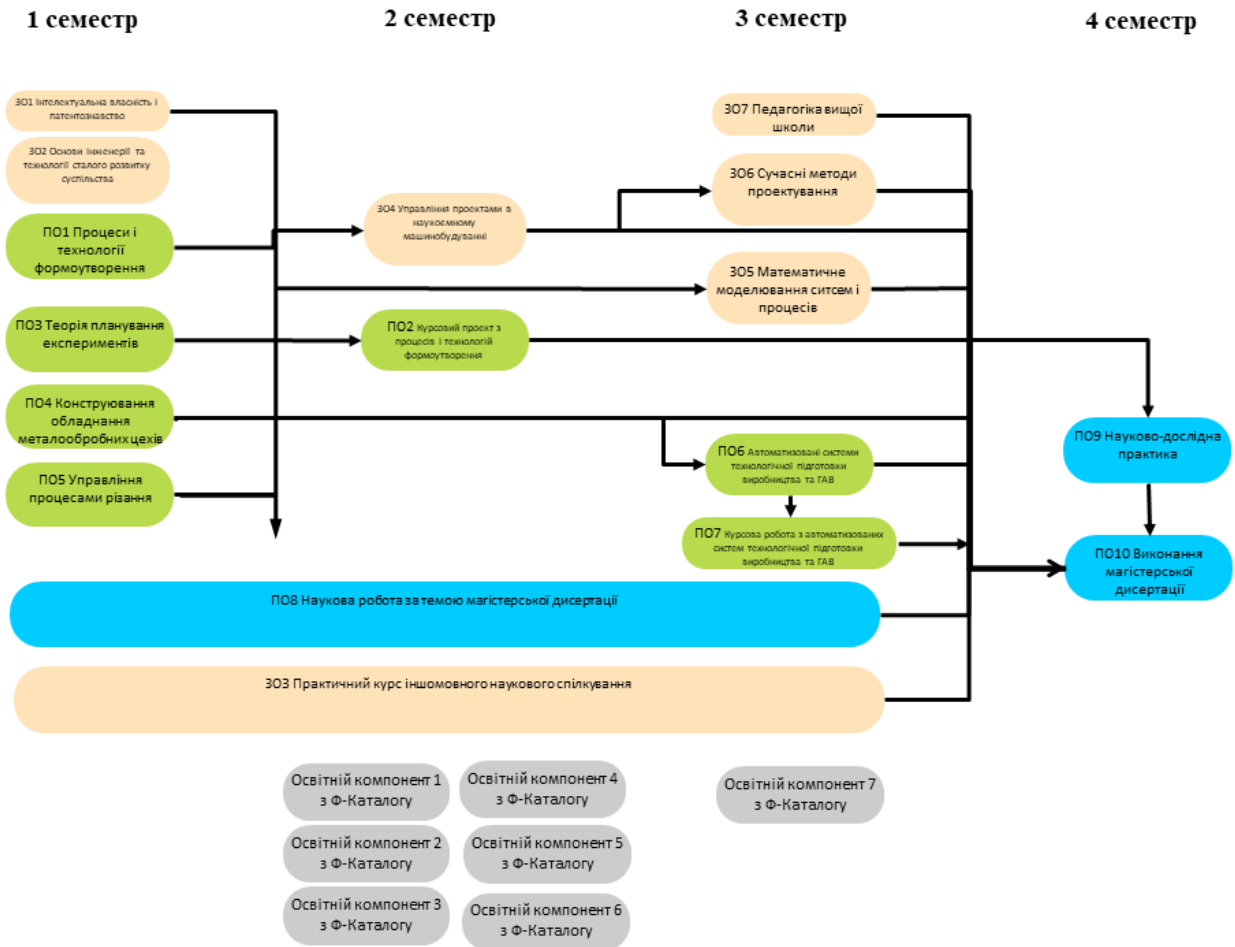 1 семестр
2 семестр
3 семестр
4 семестр
ЗО1 Інтелектуальна власність і
патентознавство
ЗО2 Основи Інженерії та
технології сталого розвитку
суспільства
ПО1 Процеси і
технології
формоутворення
ПО3 Теорія планування
експериментів
ПО4 Конструювання
обладнання
металообробних цехів
ПО5 Управління
процесами різання
ЗО4 Управління проектами в
наукоємному
машинобудуванні
ПО2 Курсовий проект з
процесів і технологій
формоутворення
ЗО7 Педагогіка вищої
школи
ЗО6 Сучасні методи
проектування
ЗО5 Математичне
моделювання ситсем і
процесів
ПО6 Автоматизовані системи
технологічної підготовки
виробництва та ГАВ
ПО7 Курсова робота з автоматизованих
систем технологічної підготовки
виробництва та ГАВ
ПО9 Науково-дослідна
практика
ПО10 Виконання
магістерської
дисертації
ПО8 Наукова робота за темою магістерської дисертації
ЗО3 Практичний курс іншомовного наукового спілкування
Освітній компонент 1
з Ф-Каталогу
Освітній компонент 4
з Ф-Каталогу
Освітній компонент 7
з Ф-Каталогу
Освітній компонент 2
з Ф-Каталогу
Освітній компонент 5
з Ф-Каталогу
Освітній компонент 3
з Ф-Каталогу
Освітній компонент 6
з Ф-Каталогу